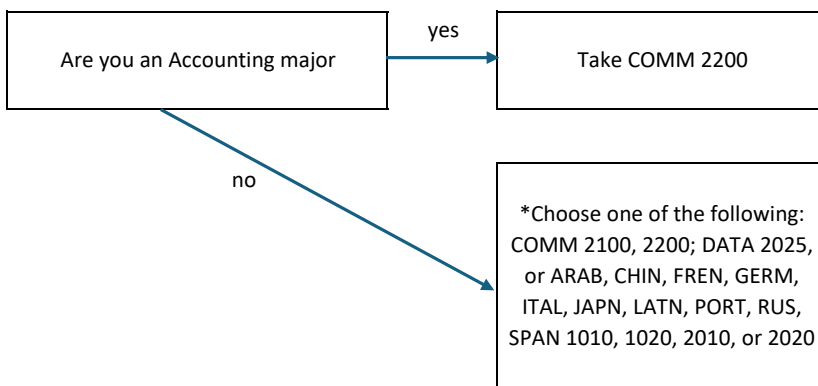 Are you an Accounting major
yes
Take COMM 2200
no
*Choose one of the following:
COMM 2100, 2200; DATA 2025,
or ARAB, CHIN, FREN, GERM,
ITAL, JAPN, LATN, PORT, RUS,
SPAN 1010, 1020, 2010, or 2020